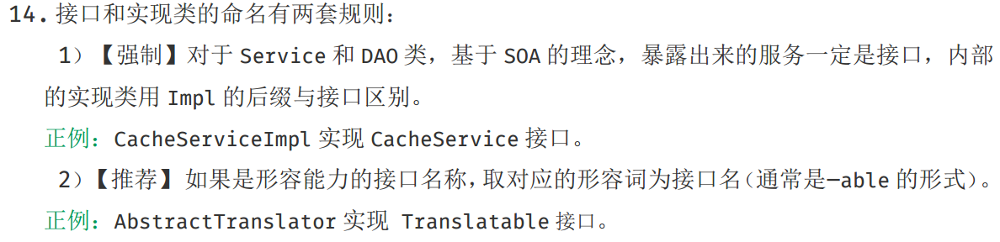 14. 接口和实现类的命名有两套规则：
1）【强制】对于 Service 和 DAO 类，基于 SOA 的理念，暴露出来的服务一定是接口，内部
的实现类用 Impl 的后缀与接口区别。
正例：CacheServiceImpl 实现 CacheService 接口。
2）【推荐】 如果是形容能力的接口名称，取对应的形容词为接口名（通常是–able 的形式）。
正例：AbstractTranslator 实现 Translatable 接口。